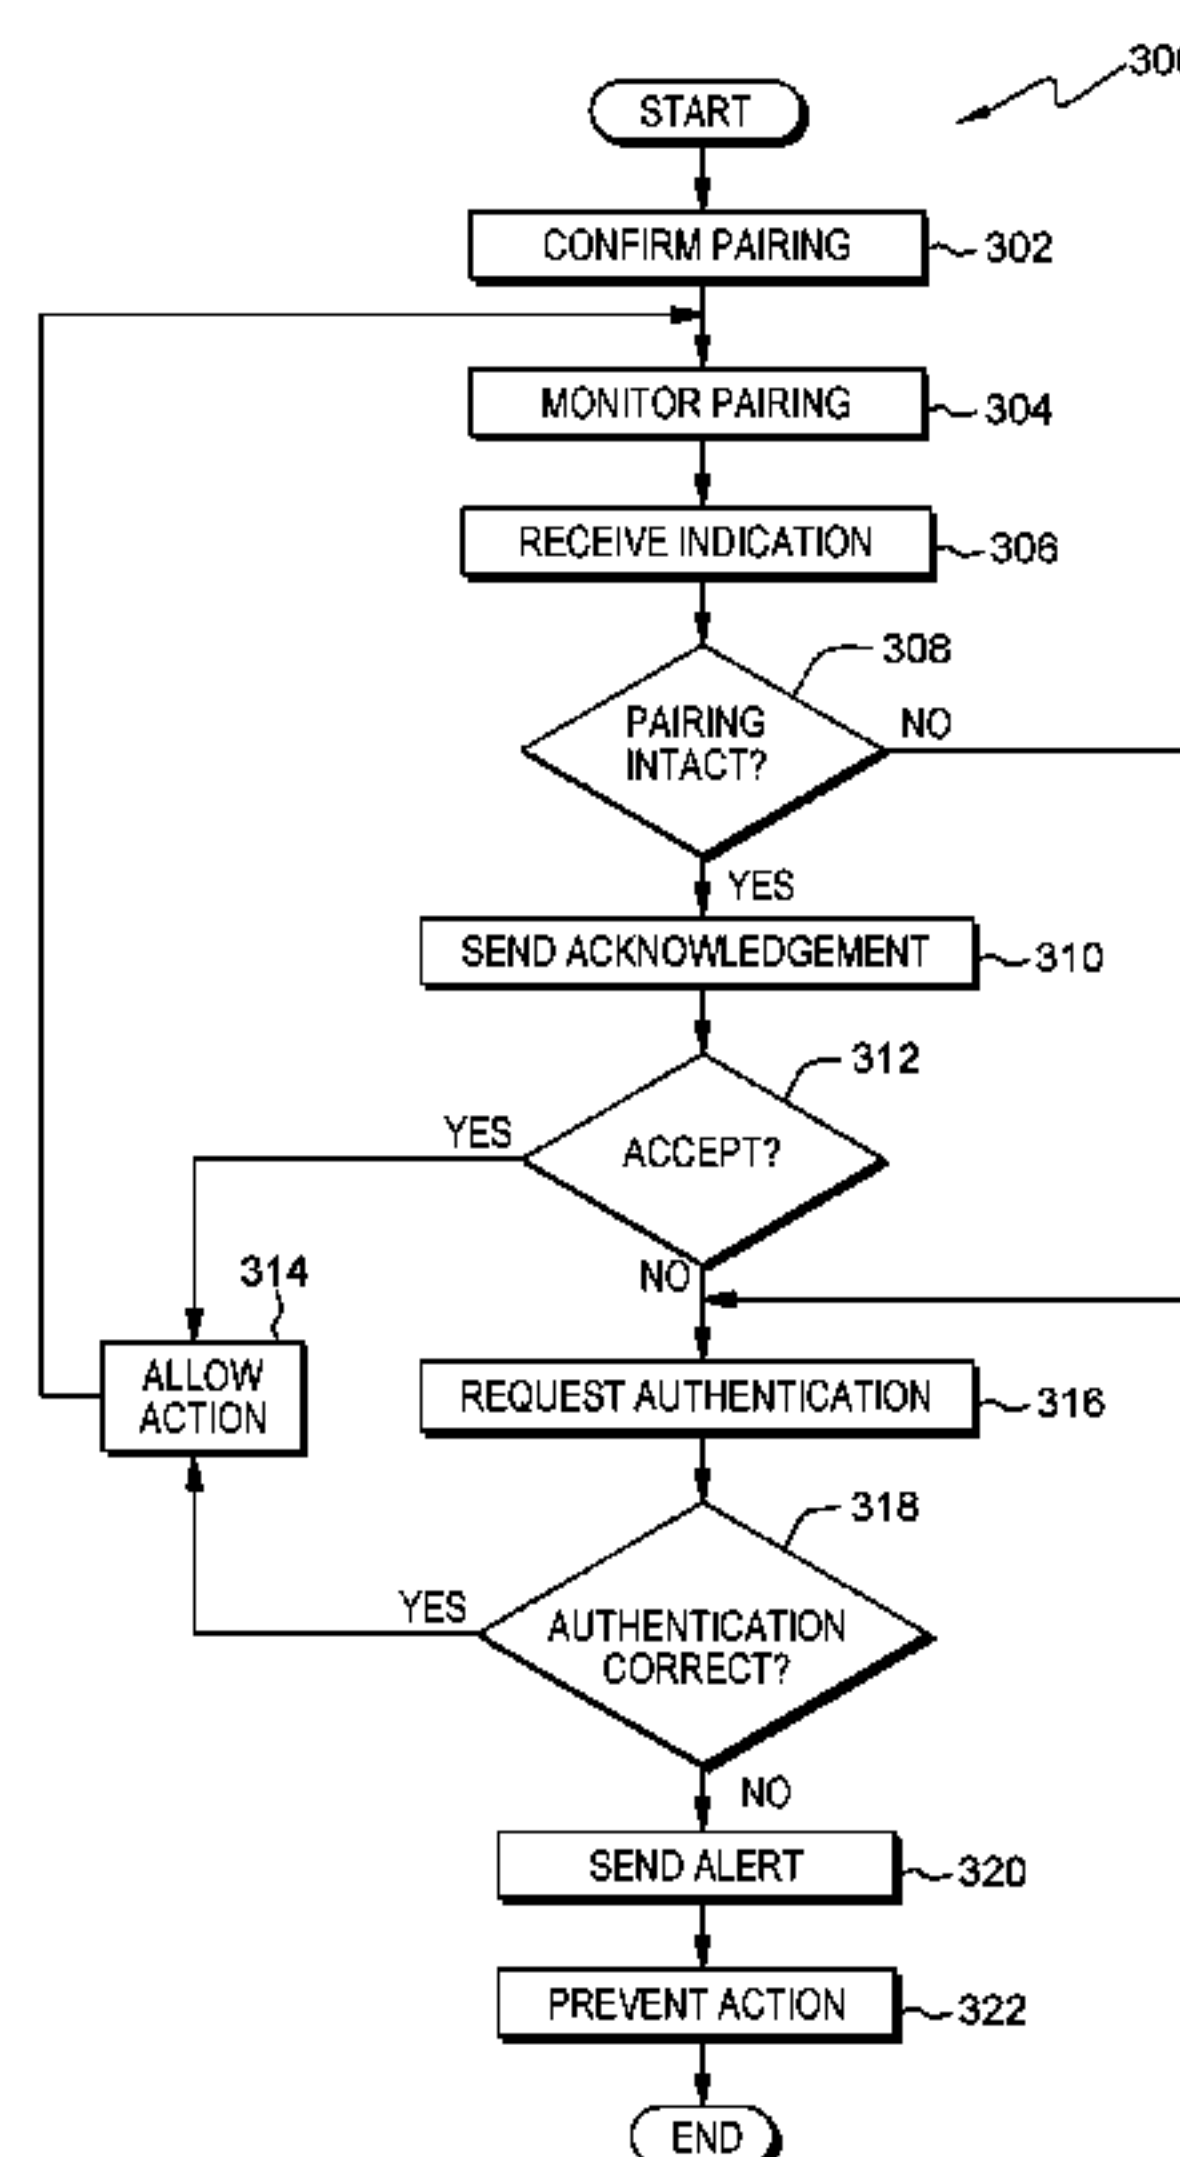 300
START
CONFIRM PAIRING
302
MONITOR PAIRING
304
RECEIVE INDICATION
306
308
PAIRING
INTACT?
NO
YES
SEND ACKNOWLEDGEMENT
310
312
ACCEPT?
YES
NO
314
ALLOW
ACTION
REQUEST AUTHENTICATION
316
318
AUTHENTICATION
CORRECT?
YES
NO
SEND ALERT
320
PREVENT ACTION
322
END